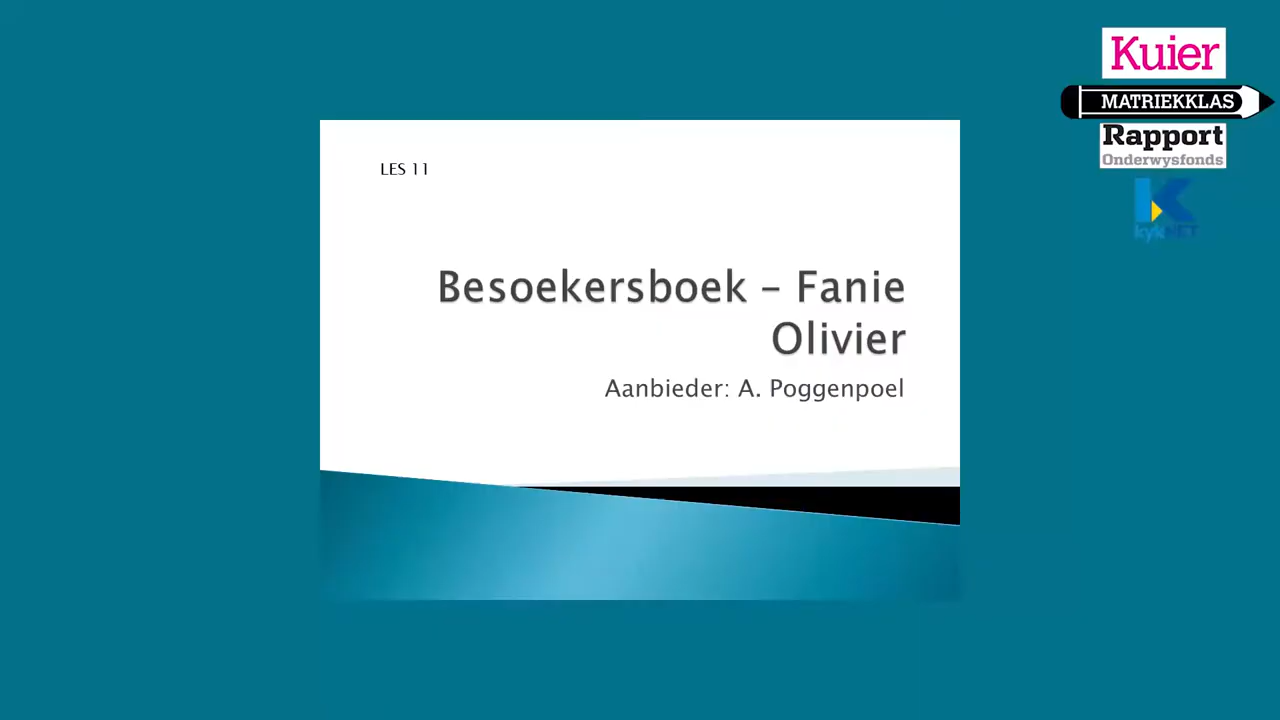 Kuier
MATRIEKKLAS
Rapport
Onderwysfonds
kykNET
LES 11
Besoekersboek – Fanie
Olivier
Aanbieder: A. Poggenpoel